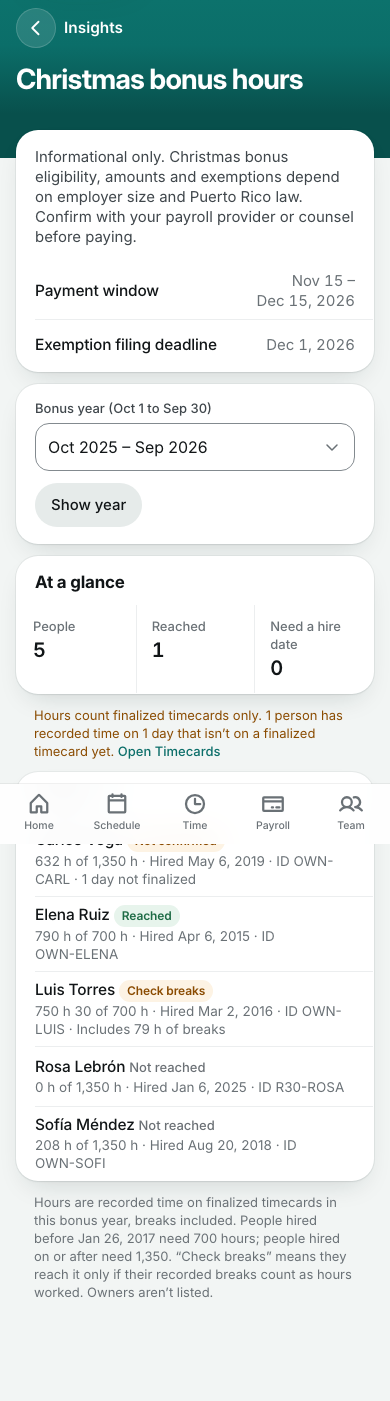 Insights
Christmas bonus hours
Informational only. Christmas bonus
eligibility, amounts and exemptions depend
on employer size and Puerto Rico law.
Confirm with your payroll provider or counsel
before paying.
Payment window
Nov 15 –
Dec 15, 2026
Exemption filing deadline
Dec 1, 2026
Bonus year (Oct 1 to Sep 30)
Oct 2025 – Sep 2026
Show year
At a glance
People
5
Reached
1
Need a hire
date
0
Hours count finalized timecards only. 1 person has
recorded time on 1 day that isn’t on a finalized
timecard yet. Open Timecards
Home
Schedule
Time
Payroll
Team
632 h of 1,350 h · Hired May 6, 2019 · ID OWN-
CARL · 1 day not finalized
Elena Ruiz Reached
790 h of 700 h · Hired Apr 6, 2015 · ID
OWN-ELENA
Luis Torres Check breaks
750 h 30 of 700 h · Hired Mar 2, 2016 · ID OWN-
LUIS · Includes 79 h of breaks
Rosa Lebrón Not reached
0 h of 1,350 h · Hired Jan 6, 2025 · ID R30-ROSA
Sofía Méndez Not reached
208 h of 1,350 h · Hired Aug 20, 2018 · ID
OWN-SOFI
Hours are recorded time on finalized timecards in
this bonus year, breaks included. People hired
before Jan 26, 2017 need 700 hours; people hired
on or after need 1,350. “Check breaks” means they
reach it only if their recorded breaks count as hours
worked. Owners aren’t listed.